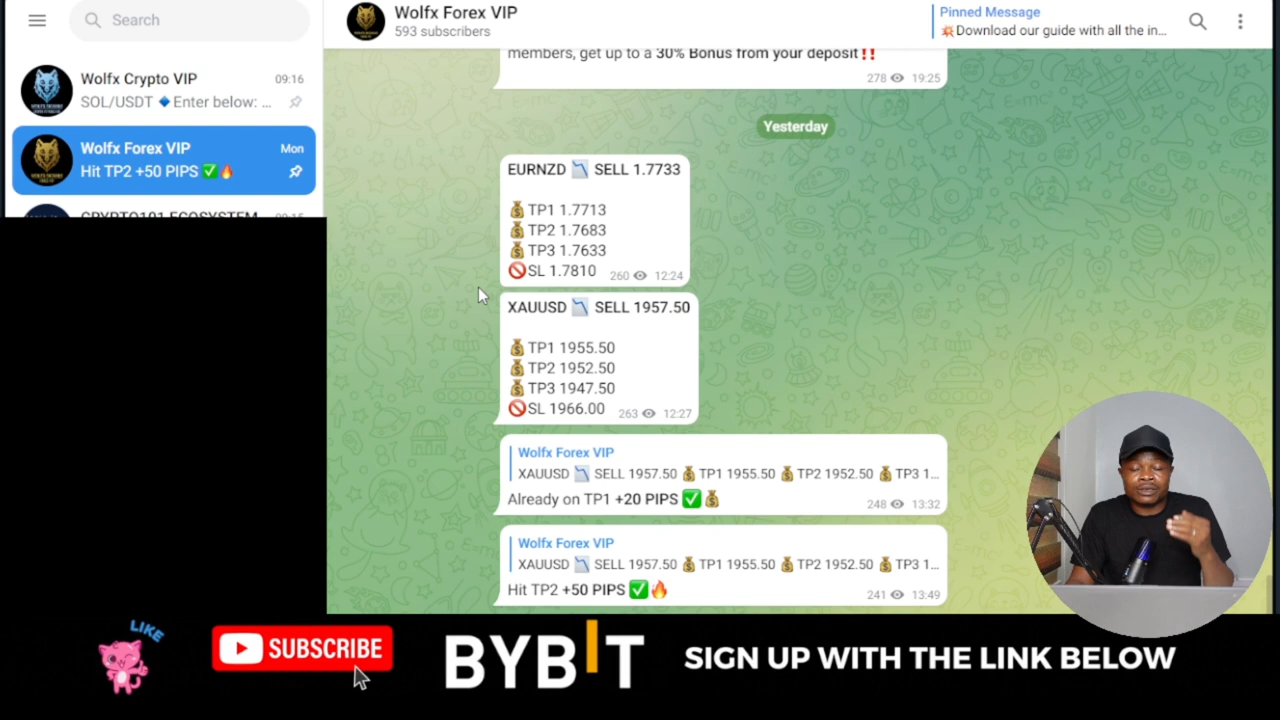 Search
Wolfx Crypto VIP 09:16
SOL/USDT 🔹Enter below: ...
Wolfx Forex VIP Mon
Hit TP2 +50 PIPS ✅🔥
CRYPTO101 ECOSYSTEM 09:15
Wolfx Forex VIP
593 subscribers
Pinned Message
💥Download our guide with all the in...
members, get up to a 30% Bonus from your deposit‼️
278 19:25
Yesterday
EURNZD 📉 SELL 1.7733
💰TP1 1.7713
💰TP2 1.7683
💰TP3 1.7633
🚫SL 1.7810 260 12:24
XAUUSD 📉 SELL 1957.50
💰TP1 1955.50
💰TP2 1952.50
💰TP3 1947.50
🚫SL 1966.00 263 12:27
Wolfx Forex VIP
XAUUSD 📉 SELL 1957.50 💰TP1 1955.50 💰TP2 1952.50 💰TP3 1...
Already on TP1 +20 PIPS ✅💰 248 13:32
Wolfx Forex VIP
XAUUSD 📉 SELL 1957.50 💰TP1 1955.50 💰TP2 1952.50 💰TP3 1...
Hit TP2 +50 PIPS ✅🔥 241 13:49
LIKE
SUBSCRIBE
BYBIT
SIGN UP WITH THE LINK BELOW